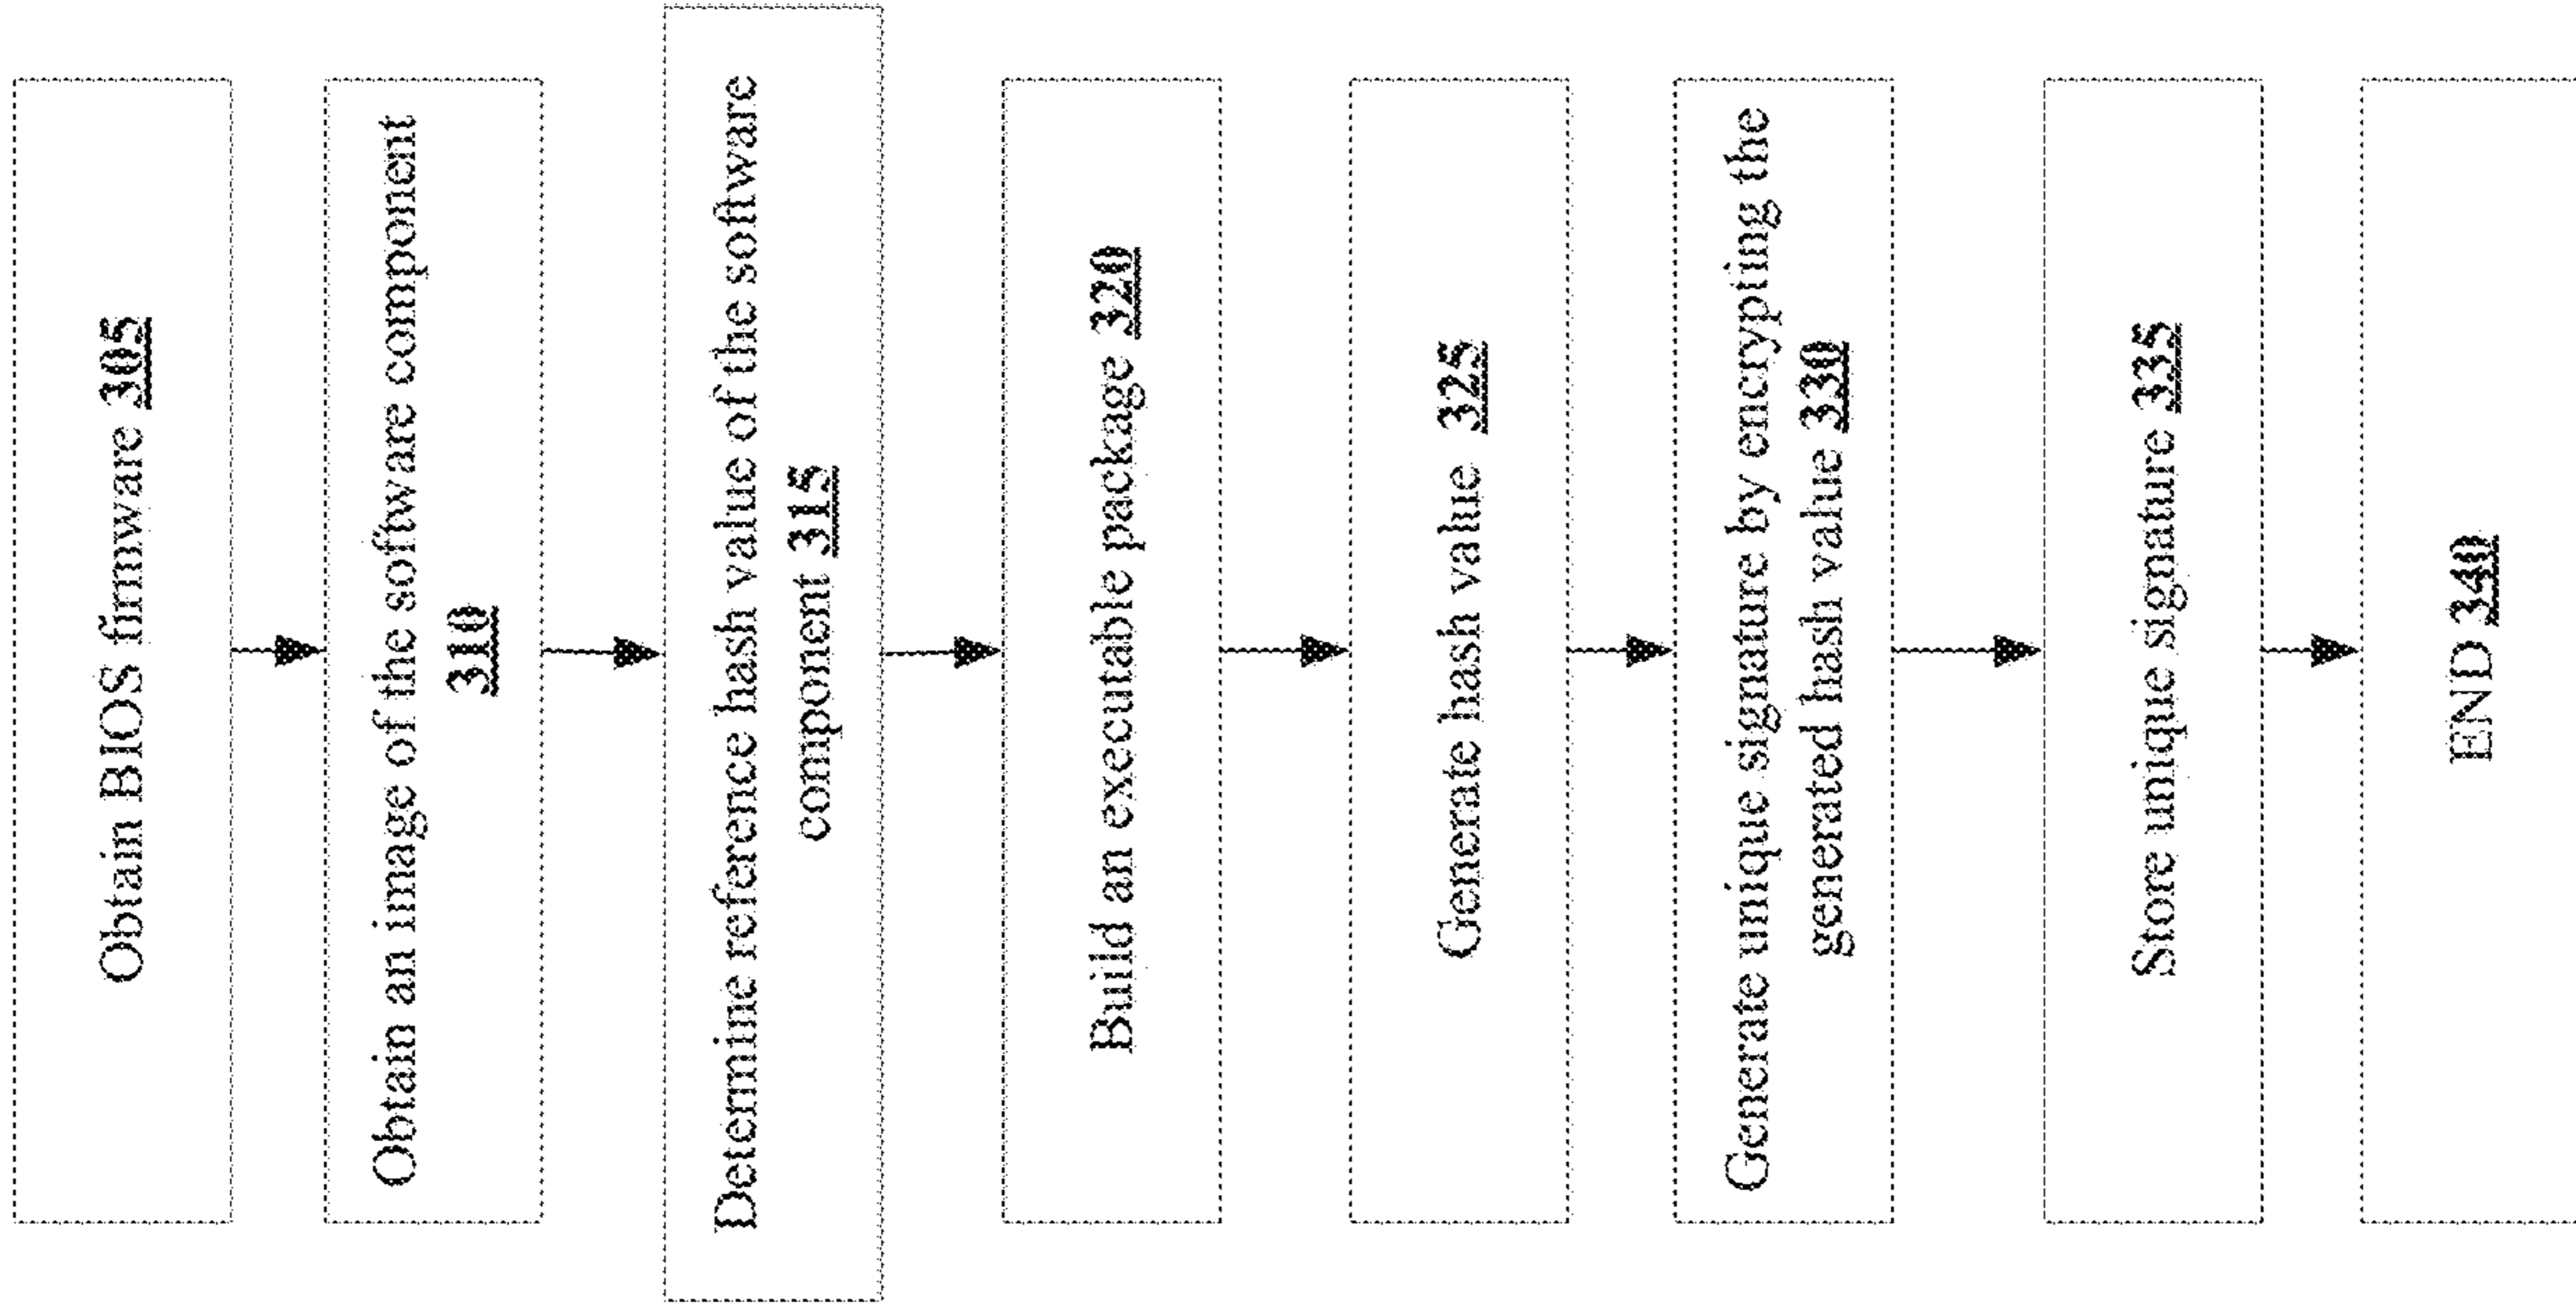 Obtain BIOS firmware 305
Obtain an image of the software component
310
Determine reference hash value of the software
component 315
Build an executable package 320
Generate hash value 325
Generate unique signature by encrypting the
generated hash value 330
Store unique signature 335
END 340